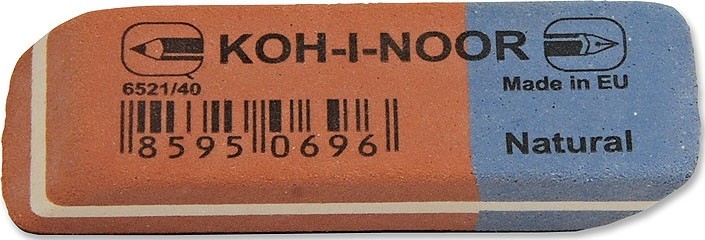 KOH-I-NOOR
6521/40
Made in EU
8595 0696
Natural